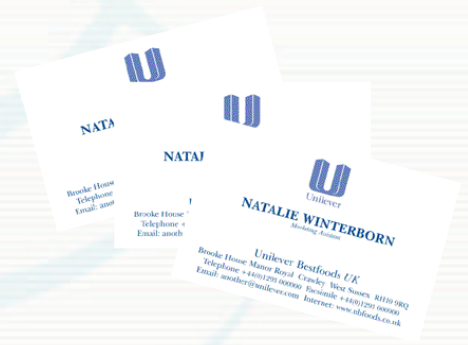 NATA
Brooke House
Telephone
Email: anoth
NATAI
Brooke House
Telephone +
Email: anoth
Unilever
NATALIE WINTERBORN
Marketing Assistant
Unilever Bestfoods UK
Brooke House Manor Royal Crawley West Sussex RH10 9RQ
Telephone +44(0)1293 000000 Facsimile +44(0)1293 000000
Email: another@unilever.com Internet: www.ubfoods.co.uk